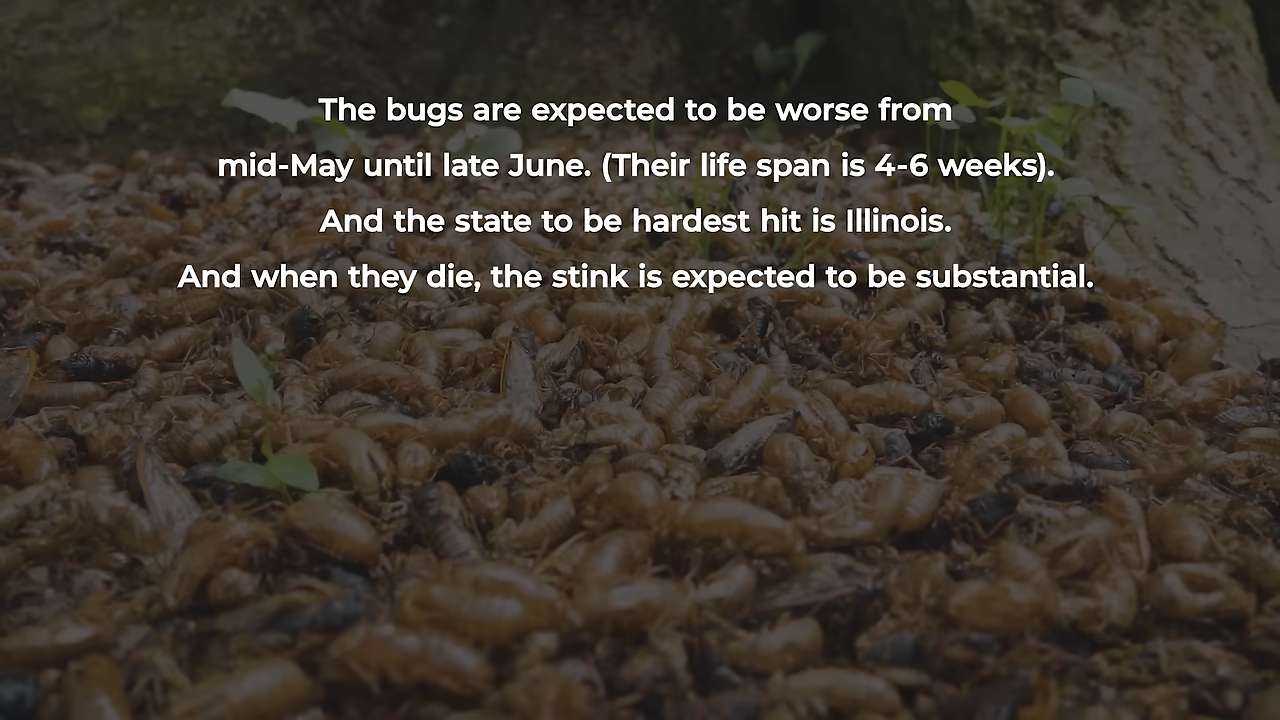 The bugs are expected to be worse from
mid-May until late June. (Their life span is 4-6 weeks).
And the state to be hardest hit is Illinois.
And when they die, the stink is expected to be substantial.